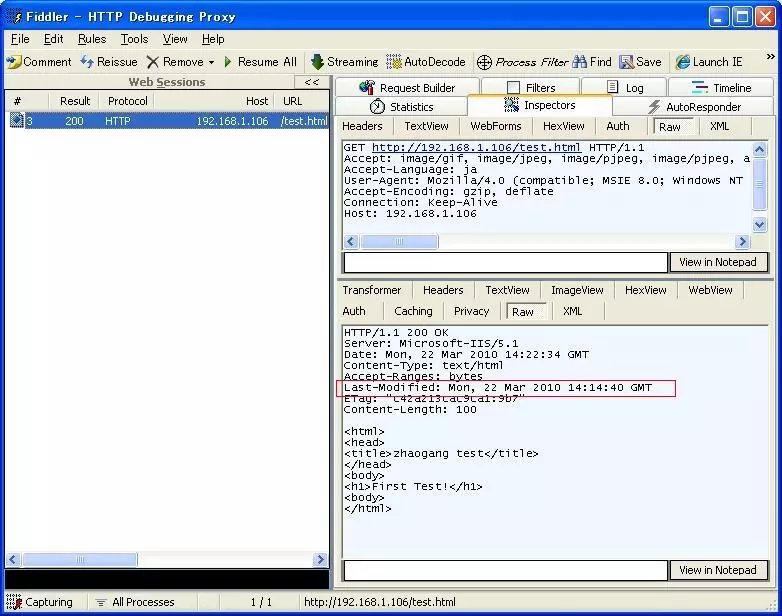 Fiddler - HTTP Debugging Proxy
File Edit Rules Tools View Help
Comment Reissue Remove Resume All Streaming AutoDecode Process Filter Find Save Launch IE »
Web Sessions <<
# Result Protocol Host URL
3 200 HTTP 192.168.1.106 /test.html
Request Builder Filters Log Timeline
Statistics Inspectors AutoResponder
Headers TextView WebForms HexView Auth Raw XML
GET http://192.168.1.106/test.html HTTP/1.1
Accept: image/gif, image/jpeg, image/pjpeg, image/pjpeg, a
Accept-Language: ja
User-Agent: Mozilla/4.0 (compatible; MSIE 8.0; Windows NT
Accept-Encoding: gzip, deflate
Connection: Keep-Alive
Host: 192.168.1.106
View in Notepad
Transformer Headers TextView ImageView HexView WebView
Auth Caching Privacy Raw XML
HTTP/1.1 200 OK
Server: Microsoft-IIS/5.1
Date: Mon, 22 Mar 2010 14:22:34 GMT
Content-Type: text/html
Accept-Ranges: bytes
Last-Modified: Mon, 22 Mar 2010 14:14:40 GMT
ETag: "c42a213cac9ca1:9b7"
Content-Length: 100
<html>
<head>
<title>zhaogang test</title>
</head>
<body>
<h1>First Test!</h1>
<body>
</html>
View in Notepad
Capturing All Processes 1 / 1 http://192.168.1.106/test.html